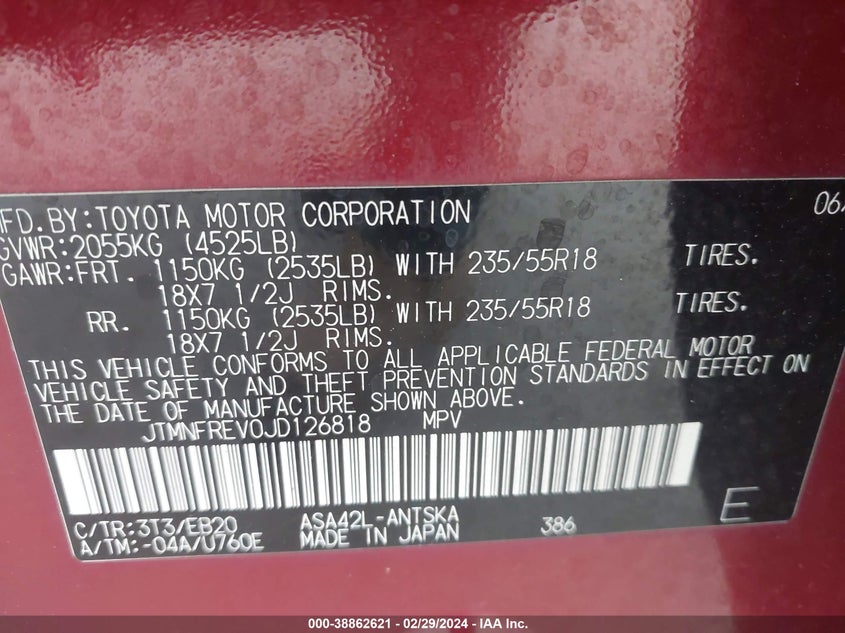 MFD.BY:TOYOTA MOTOR CORPORATION 06/
GVWR:2055KG (4525LB)
GAWR:FRT. 1150KG (2535LB) WITH 235/55R18 TIRES.
18X7 1/2J RIMS.
RR. 1150KG (2535LB) WITH 235/55R18 TIRES.
18X7 1/2J RIMS.
THIS VEHICLE CONFORMS TO ALL APPLICABLE FEDERAL MOTOR
VEHICLE SAFETY AND THEFT PREVENTION STANDARDS IN EFFECT ON
THE DATE OF MANUFACTURE SHOWN ABOVE.
JTMNFREV0JD126818 MPV
C/TR:3T3/EB20 ASA42L-ANTSKA 386 E
A/TM:-04A/U760E MADE IN JAPAN
000-38862621 - 02/29/2024 - IAA Inc.